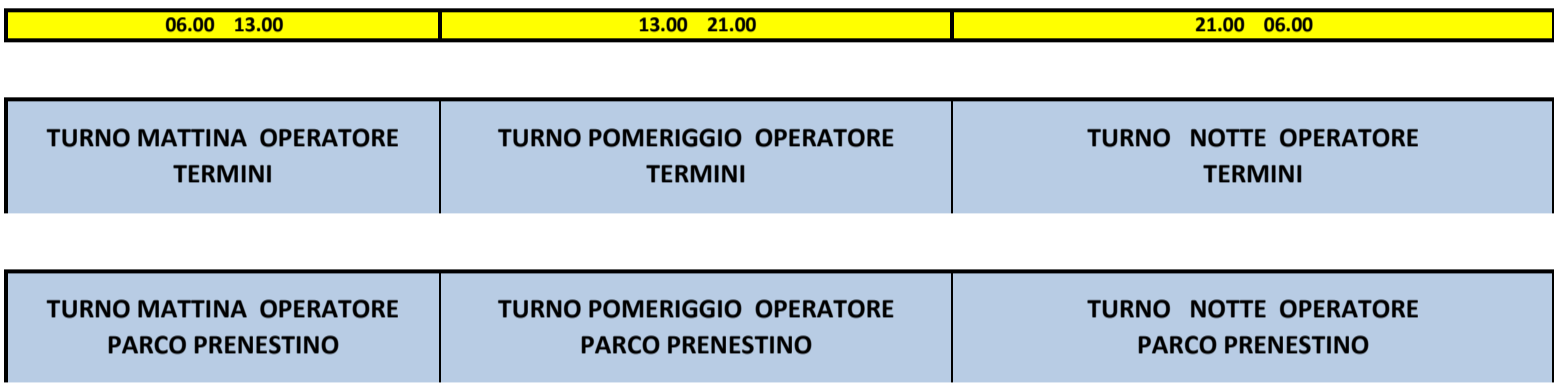 06.00 13.00
13.00 21.00
21.00 06.00
TURNO MATTINA OPERATORE
TERMINI
TURNO POMERIGGIO OPERATORE
TERMINI
TURNO NOTTE OPERATORE
TERMINI
TURNO MATTINA OPERATORE
PARCO PRENESTINO
TURNO POMERIGGIO OPERATORE
PARCO PRENESTINO
TURNO NOTTE OPERATORE
PARCO PRENESTINO